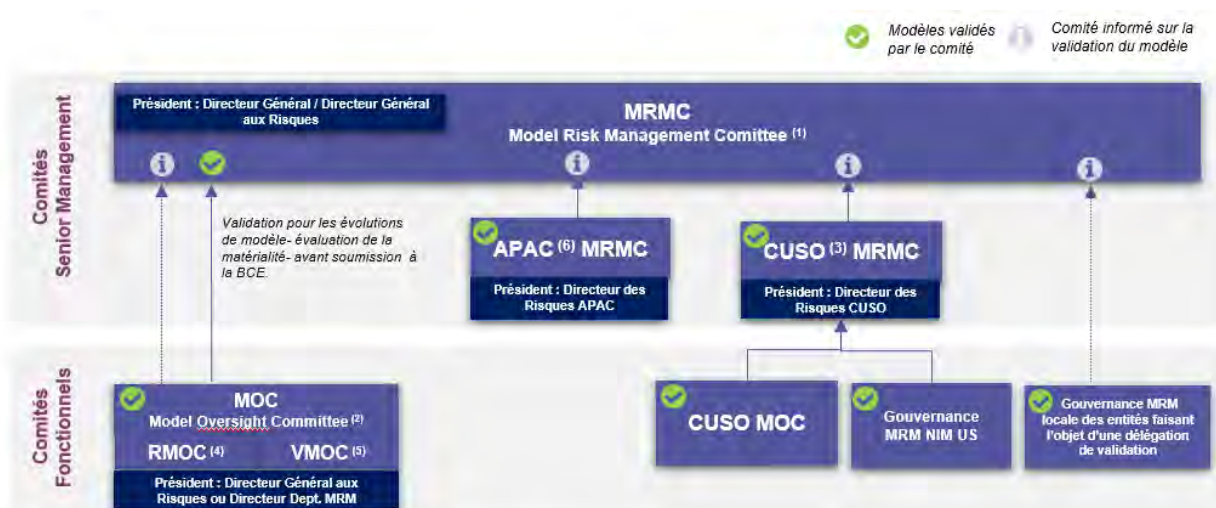 Modèles validés
par le comité
Comité informé sur la
validation du modèle
Comités
Senior Management
Président : Directeur Général / Directeur Général
aux Risques
MRMC
Model Risk Management Comittee (1)
Validation pour les évolutions
de modèle- évaluation de la
matérialité- avant soumission à
la BCE.
APAC (6) MRMC
Président : Directeur des
Risques APAC
CUSO (3) MRMC
Président : Directeur des
Risques CUSO
Comités
Fonctionnels
MOC
Model Oversight Committee (2)
RMOC (4) VMOC (5)
Président : Directeur Général aux
Risques ou Directeur Dept. MRM
CUSO MOC
Gouvernance
MRM NIM US
Gouvernance MRM
locale des entités faisant
l'objet d'une délégation
de validation